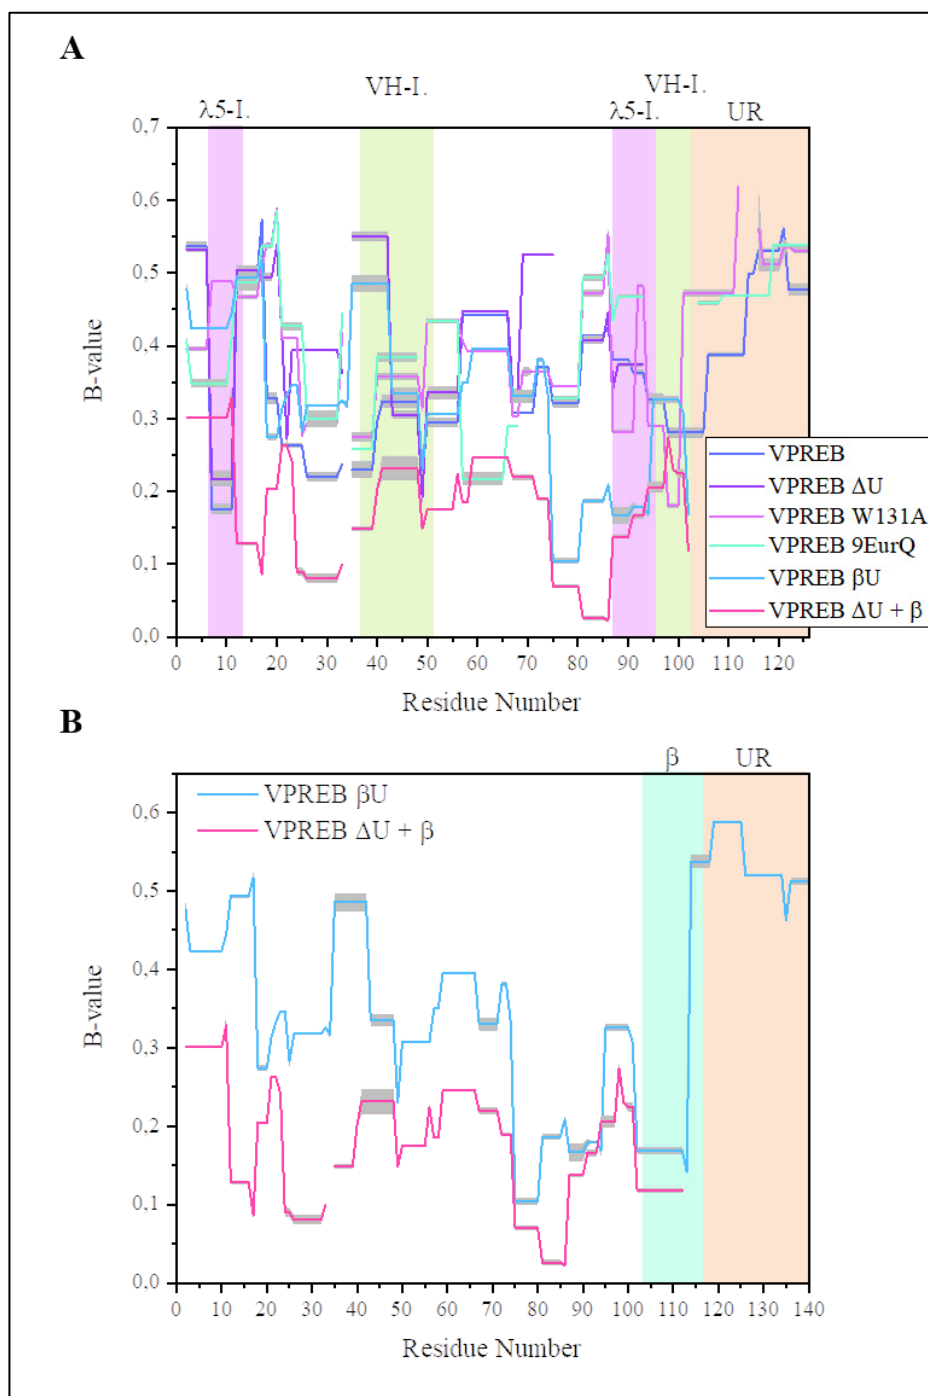 A
λ5-I.
VH-I.
λ5-I.
VH-I.
UR
0,7
0,6
0,5
0,4
0,3
0,2
0,1
0,0
B-value
0 10 20 30 40 50 60 70 80 90 100 110 120
Residue Number
VPREB
VPREB ΔU
VPREB W131A
VPREB 9EurQ
VPREB βU
VPREB ΔU + β
B
β
UR
VPREB βU
VPREB ΔU + β
0,6
0,5
0,4
0,3
0,2
0,1
0,0
B-value
0 10 20 30 40 50 60 70 80 90 100 110 120 130 140
Residue Number